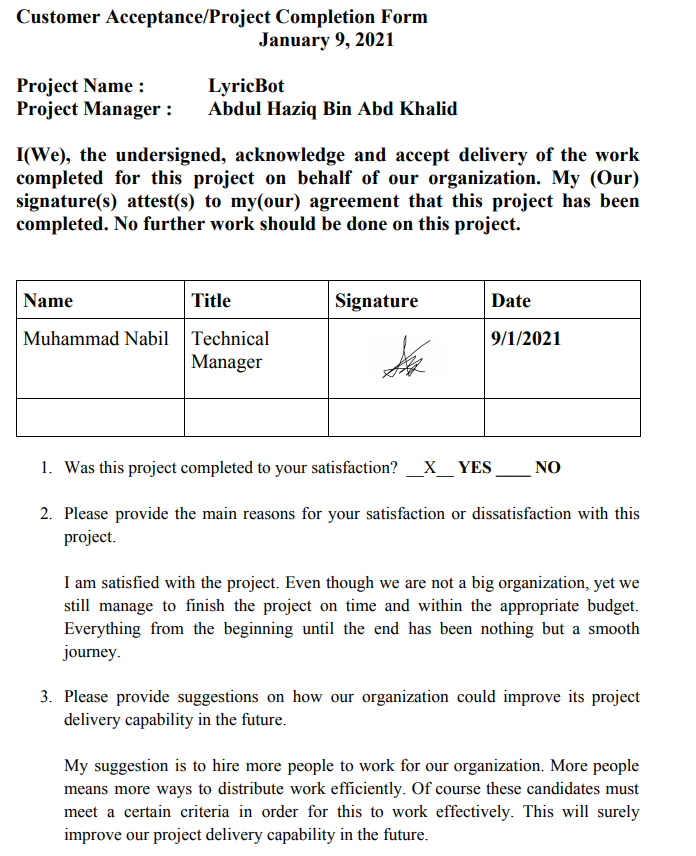 Customer Acceptance/Project Completion Form
January 9, 2021
Project Name : LyricBot
Project Manager : Abdul Haziq Bin Abd Khalid
I(We), the undersigned, acknowledge and accept delivery of the work
completed for this project on behalf of our organization. My (Our)
signature(s) attest(s) to my(our) agreement that this project has been
completed. No further work should be done on this project.
Name Title Signature Date
Muhammad Nabil Technical 9/1/2021
Manager
1. Was this project completed to your satisfaction? __X__ YES ____ NO
2. Please provide the main reasons for your satisfaction or dissatisfaction with this
project.
I am satisfied with the project. Even though we are not a big organization, yet we
still manage to finish the project on time and within the appropriate budget.
Everything from the beginning until the end has been nothing but a smooth
journey.
3. Please provide suggestions on how our organization could improve its project
delivery capability in the future.
My suggestion is to hire more people to work for our organization. More people
means more ways to distribute work efficiently. Of course these candidates must
meet a certain criteria in order for this to work effectively. This will surely
improve our project delivery capability in the future.